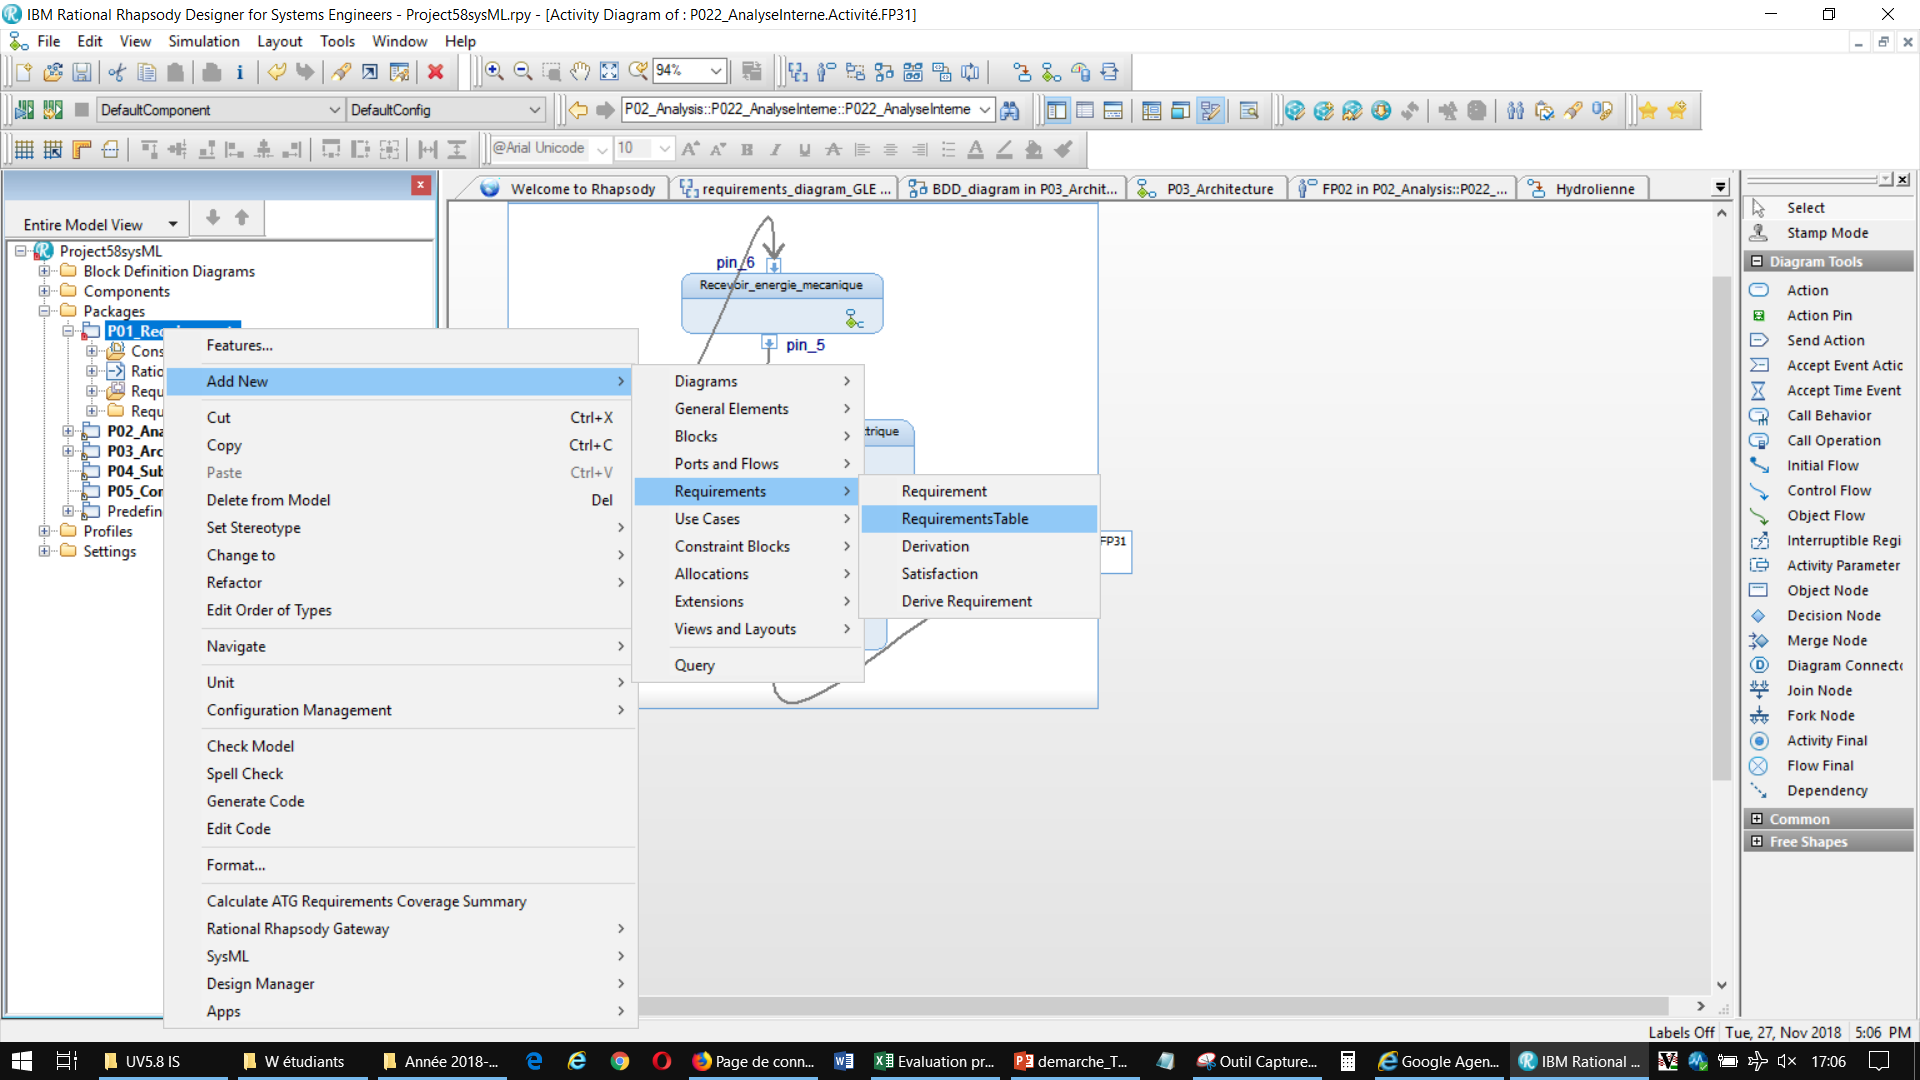 IBM Rational Rhapsody Designer for Systems Engineers - Project58sysML.rpy - [Activity Diagram of : P022_AnalyseInterne.Activité.FP31]
File Edit View Simulation Layout Tools Window Help
94%
DefaultComponent DefaultConfig P02_Analysis::P022_AnalyseInterne::P022_AnalyseInterne
@Arial Unicode 10
Welcome to Rhapsody requirements_diagram_GLE ... BDD_diagram in P03_Archit... P03_Architecture FP02 in P02_Analysis::P022_... Hydrolienne
Entire Model View
Project58sysML
Block Definition Diagrams
Components
Packages
P01_Req
Cons
Ratio
Requ
Requ
P02_Ana
P03_Arc
P04_Sub
P05_Cor
Predefin
Profiles
Settings
Features...
Add New
Cut Ctrl+X
Copy Ctrl+C
Paste Ctrl+V
Delete from Model Del
Set Stereotype
Change to
Refactor
Edit Order of Types
Navigate
Unit
Configuration Management
Check Model
Spell Check
Generate Code
Edit Code
Format...
Calculate ATG Requirements Coverage Summary
Rational Rhapsody Gateway
SysML
Design Manager
Apps
Diagrams
General Elements
Blocks
Ports and Flows
Requirements
Use Cases
Constraint Blocks
Allocations
Extensions
Views and Layouts
Query
Requirement
RequirementsTable
Derivation
Satisfaction
Derive Requirement
pin_6
Recevoir_energie_mecanique
pin_5
trique
FP31
Select
Stamp Mode
Diagram Tools
Action
Action Pin
Send Action
Accept Event Actic
Accept Time Event
Call Behavior
Call Operation
Initial Flow
Control Flow
Object Flow
Interruptible Regi
Activity Parameter
Object Node
Decision Node
Merge Node
Diagram Connecto
Join Node
Fork Node
Activity Final
Flow Final
Dependency
Common
Free Shapes
Labels Off Tue, 27, Nov 2018 5:06 PM
UV5.8 IS W étudiants Année 2018-... Page de conn... Evaluation pr... demarche_T... Outil Capture... Google Agen... IBM Rational ... 17:06